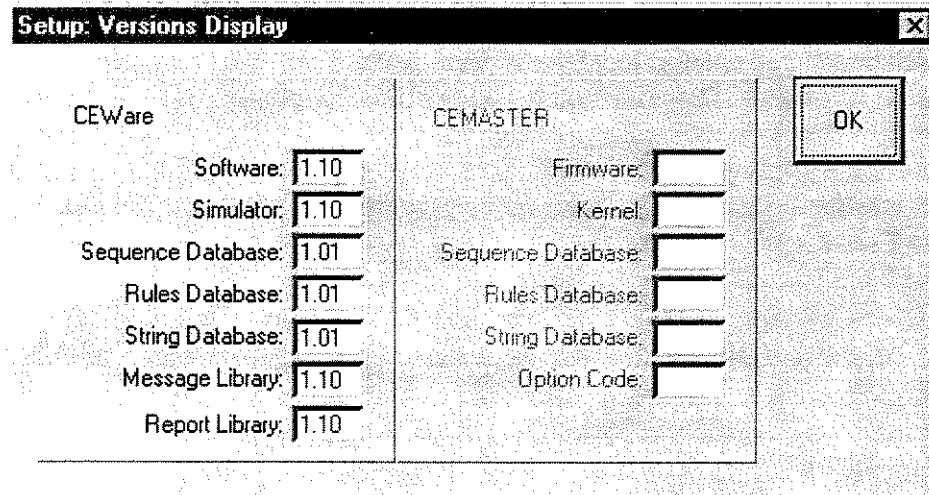 Setup: Versions Display
CEWare
Software: 1.10
Simulator: 1.10
Sequence Database: 1.01
Rules Database: 1.01
String Database: 1.01
Message Library: 1.10
Report Library: 1.10
CEMASTER
Firmware:
Kernel:
Sequence Database:
Rules Database:
String Database:
Option Code:
OK